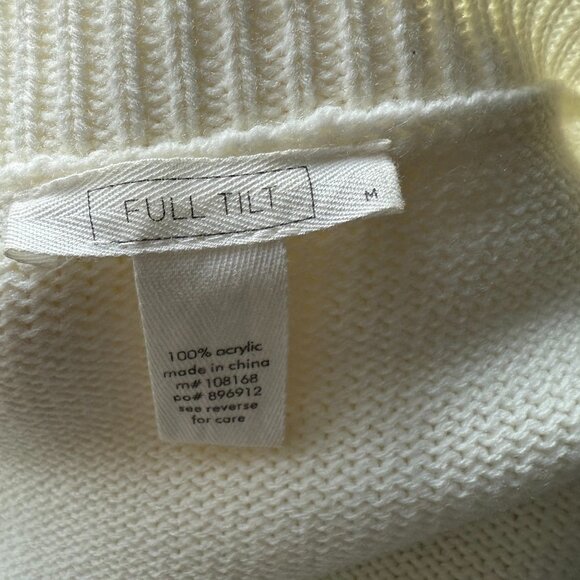 FULL TILT
M
100% acrylic
made in china
m# 108168
po# 896912
see reverse
for care